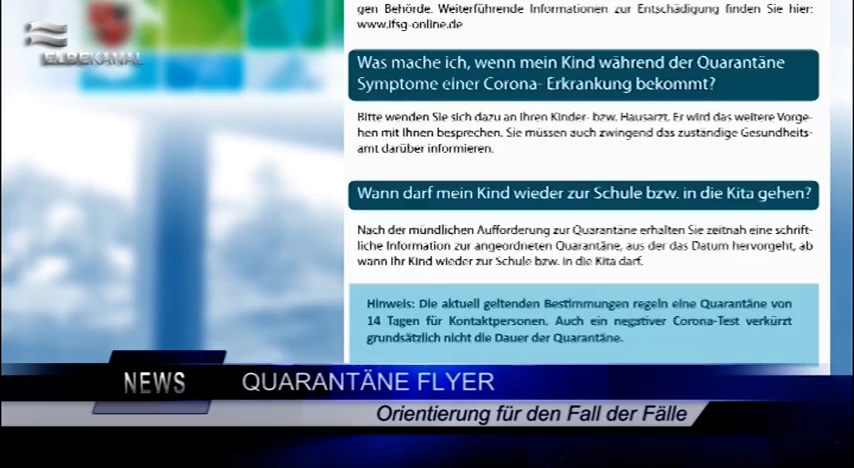 gen Behörde. Weiterführende Informationen zur Entschädigung finden Sie hier:
www.ifsg-online.de
ELBEKANAL
Was mache ich, wenn mein Kind während der Quarantäne
Symptome einer Corona- Erkrankung bekommt?
Bitte wenden Sie sich dazu an Ihren Kinder- bzw. Hausarzt. Er wird das weitere Vorge-
hen mit Ihnen besprechen. Sie müssen auch zwingend das zuständige Gesundheits-
amt darüber informieren.
Wann darf mein Kind wieder zur Schule bzw. in die Kita gehen?
Nach der mündlichen Aufforderung zur Quarantäne erhalten Sie zeitnah eine schrift-
liche Information zur angeordneten Quarantäne, aus der das Datum hervorgeht, ab
wann Ihr Kind wieder zur Schule bzw. in die Kita darf.
Hinweis: Die aktuell geltenden Bestimmungen regeln eine Quarantäne von
14 Tagen für Kontaktpersonen. Auch ein negativer Corona-Test verkürzt
grundsätzlich nicht die Dauer der Quarantäne.
NEWS
QUARANTÄNE FLYER
Orientierung für den Fall der Fälle